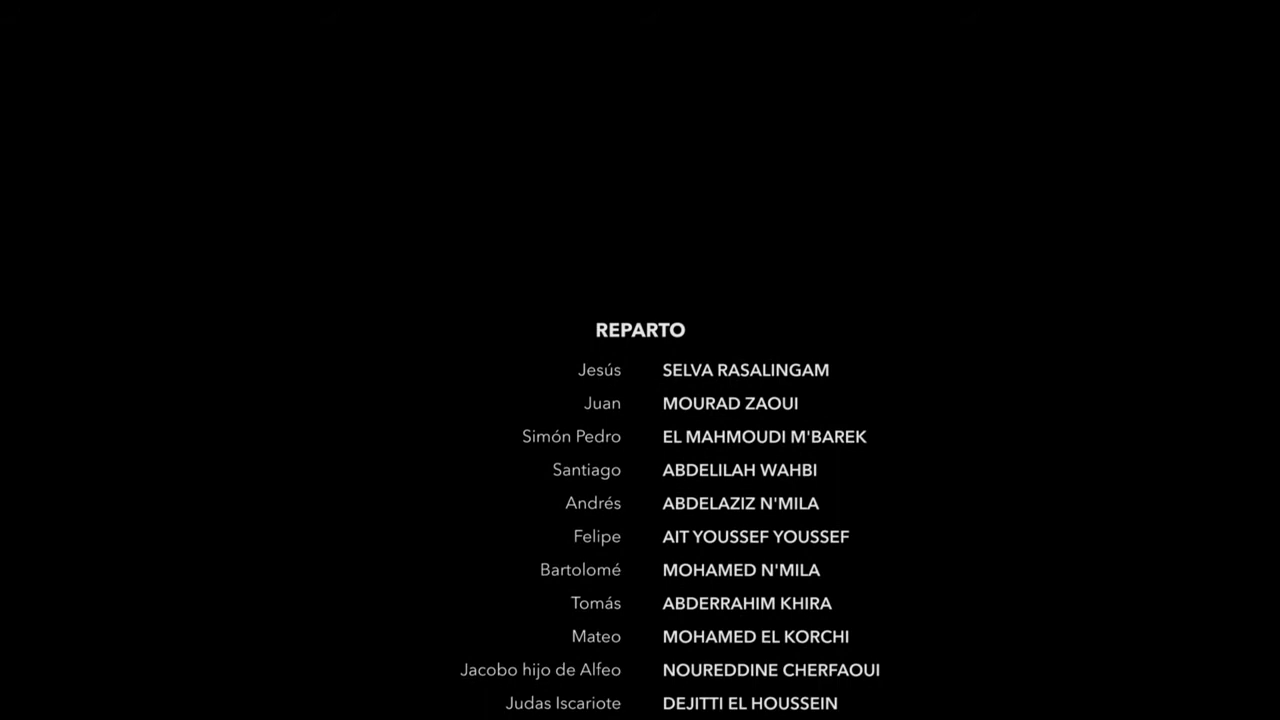 REPARTO
Jesús SELVA RASALINGAM
Juan MOURAD ZAOUI
Simón Pedro EL MAHMOUDI M'BAREK
Santiago ABDELILAH WAHBI
Andrés ABDELAZIZ N'MILA
Felipe AIT YOUSSEF YOUSSEF
Bartolomé MOHAMED N'MILA
Tomás ABDERRAHIM KHIRA
Mateo MOHAMED EL KORCHI
Jacobo hijo de Alfeo NOUREDDINE CHERFAOUI
Judas Iscariote DEJITTI EL HOUSSEIN